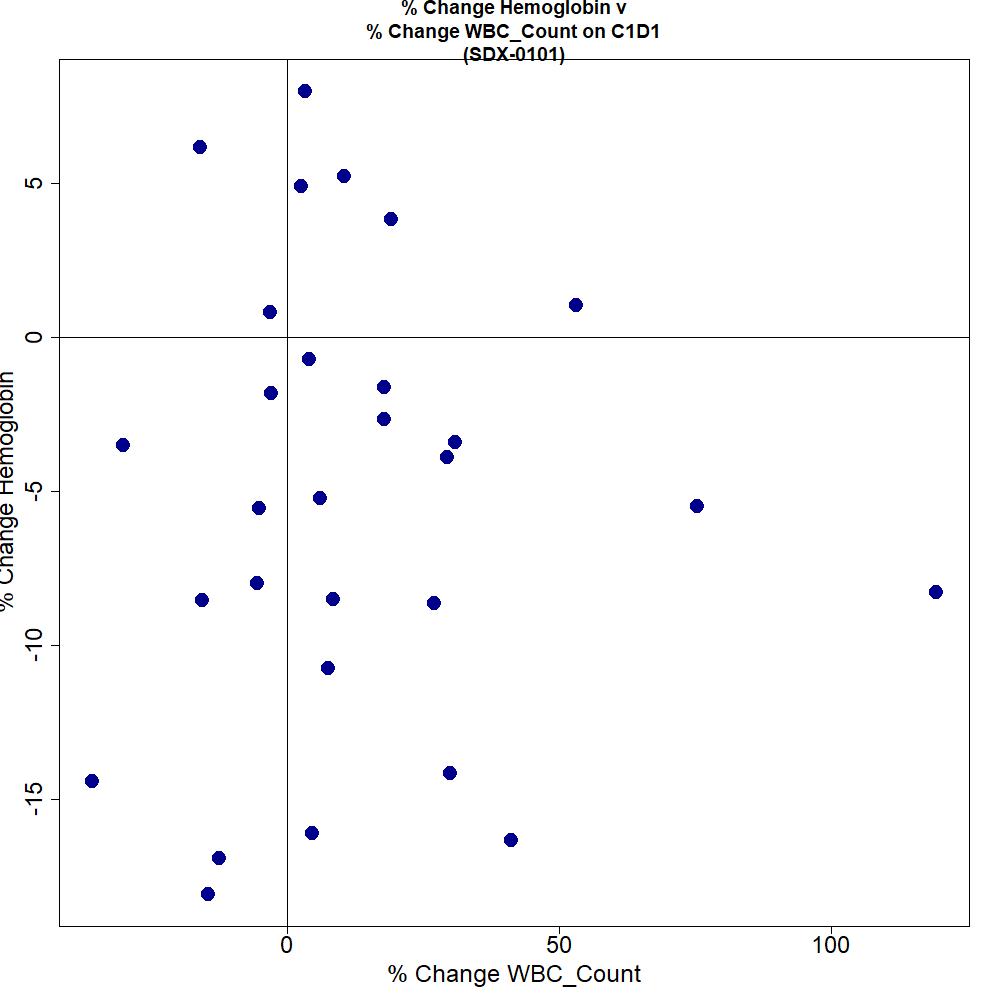 % Change Hemoglobin v
% Change WBC_Count on C1D1
(SDX-0101)
5
0
-5
-10
-15
% Change Hemoglobin
0 50 100
% Change WBC_Count